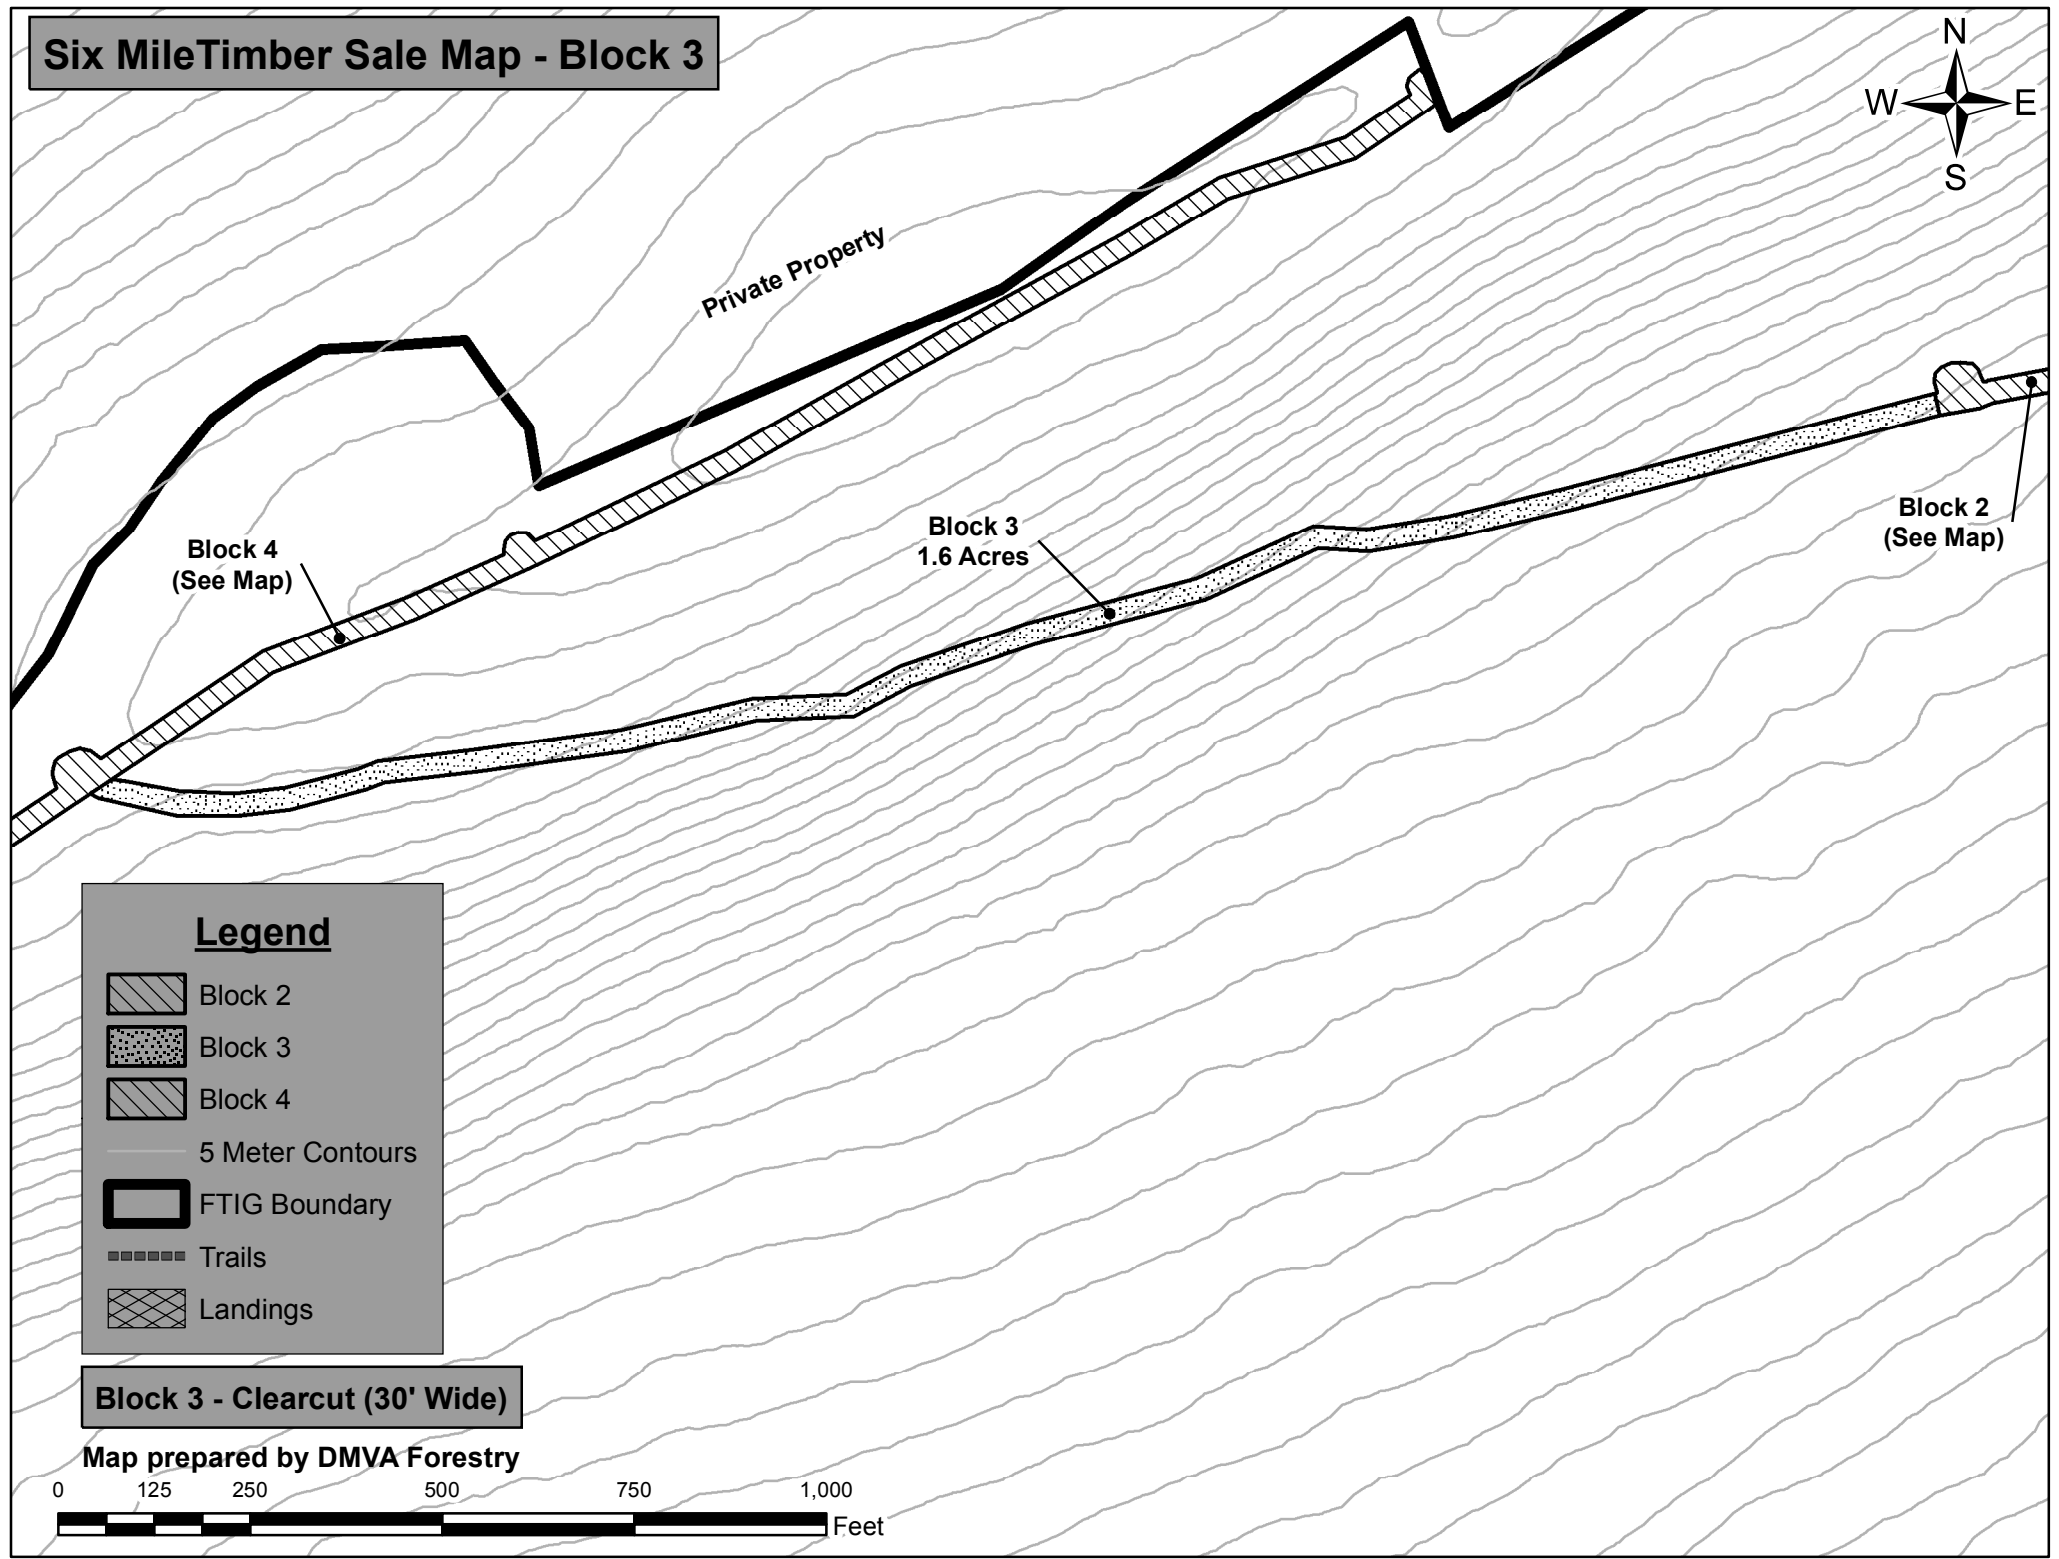 Six MileTimber Sale Map - Block 3
N
W
E
S
Private Property
Block 4
(See Map)
Block 3
1.6 Acres
Block 2
(See Map)
Legend
Block 2
Block 3
Block 4
5 Meter Contours
FTIG Boundary
Trails
Landings
Block 3 - Clearcut (30' Wide)
Map prepared by DMVA Forestry
0 125 250 500 750 1,000
Feet